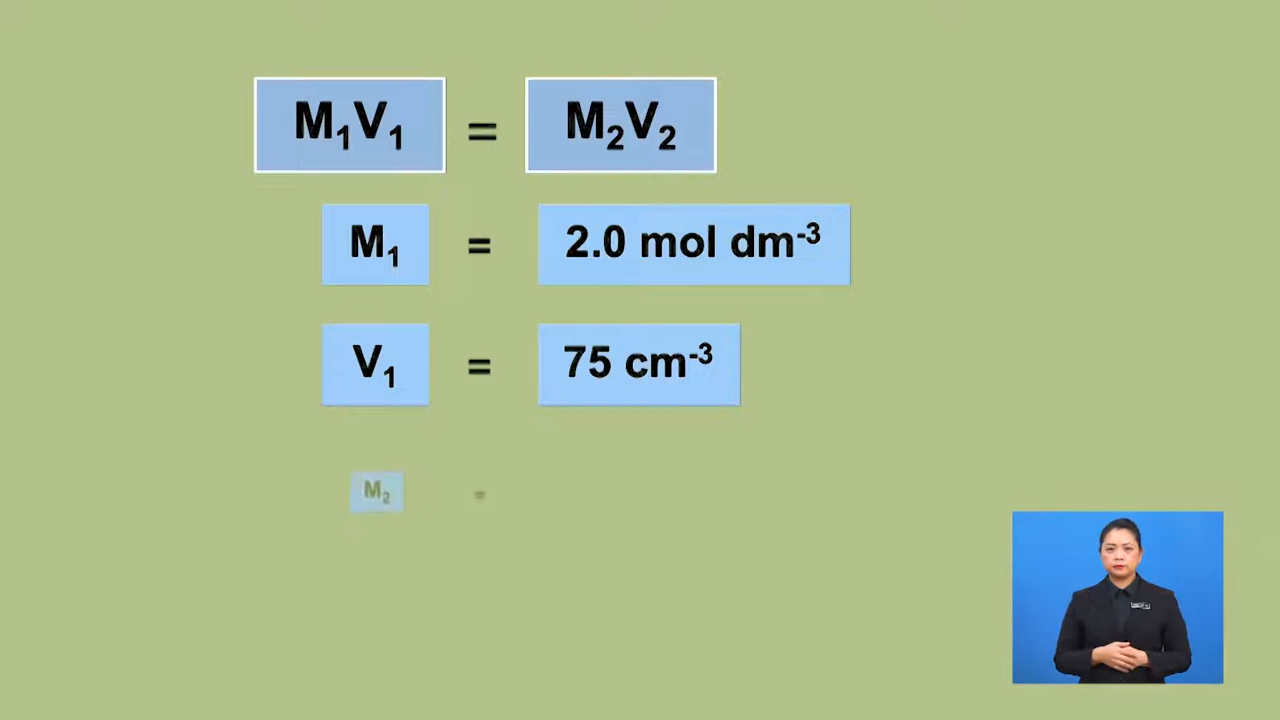 M₁V₁ = M₂V₂
M₁ = 2.0 mol dm⁻³
V₁ = 75 cm⁻³
M₂ =